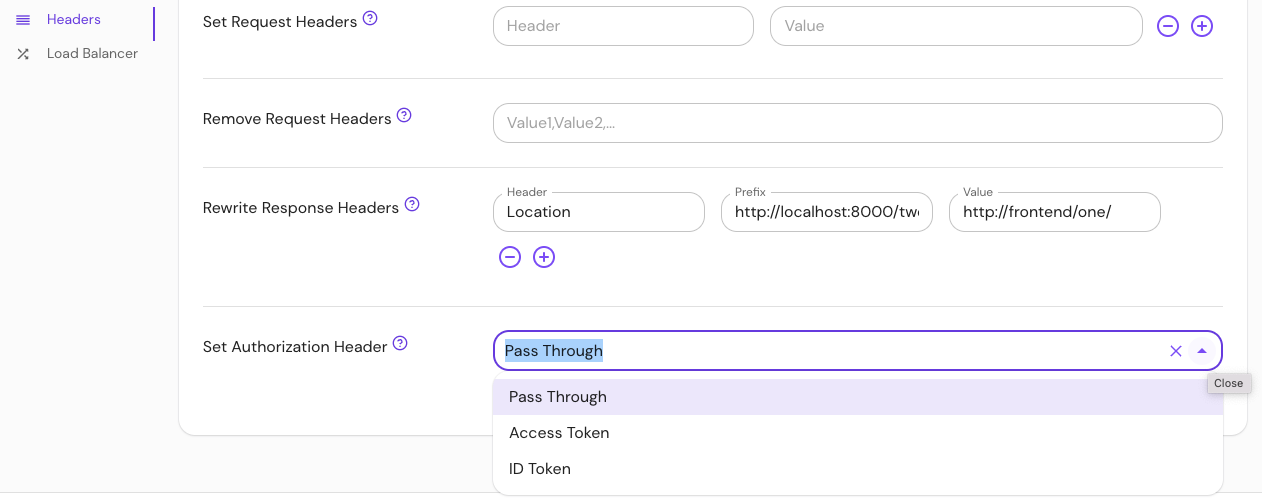 Headers
Load Balancer
Set Request Headers
Header
Value
Remove Request Headers
Value1,Value2,...
Rewrite Response Headers
Header
Location
Prefix
http://localhost:8000/tw
Value
http://frontend/one/
Set Authorization Header
Pass Through
Close
Pass Through
Access Token
ID Token